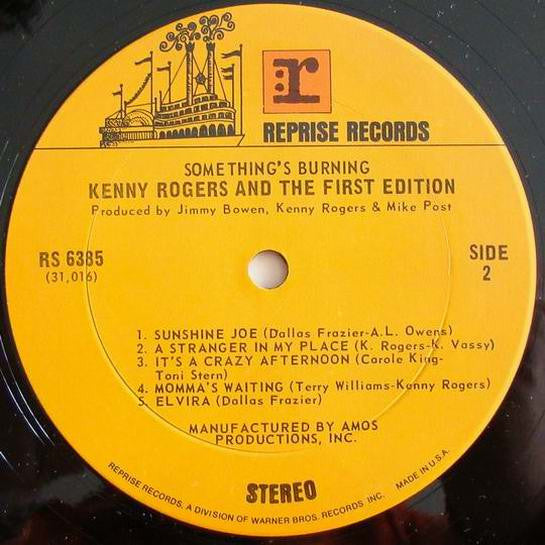 r
REPRISE RECORDS
SOMETHING'S BURNING
KENNY ROGERS AND THE FIRST EDITION
Produced by Jimmy Bowen, Kenny Rogers & Mike Post
RS 6385
(31,016)
SIDE
2
1. SUNSHINE JOE (Dallas Frazier-A.L. Owens)
2. A STRANGER IN MY PLACE (K. Rogers-K. Vassy)
3. IT'S A CRAZY AFTERNOON (Carole King-
Toni Stern)
4. MOMMA'S WAITING (Terry Williams-Kenny Rogers)
5. ELVIRA (Dallas Frazier)
MANUFACTURED BY AMOS
PRODUCTIONS, INC.
STEREO
REPRISE RECORDS, A DIVISION OF WARNER BROS. RECORDS INC. MADE IN U.S.A.